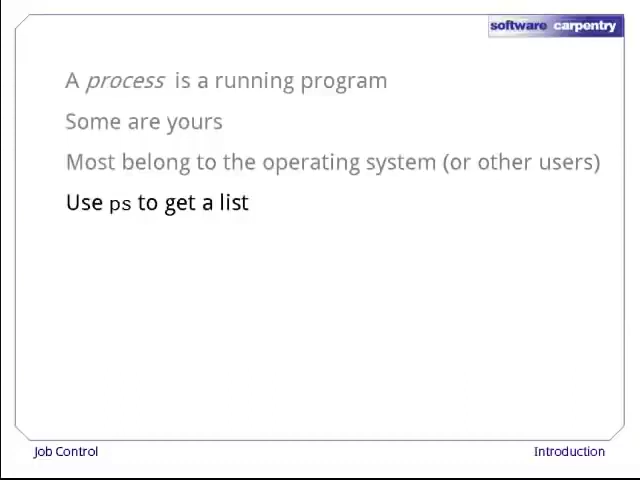 software carpentry
A process is a running program
Some are yours
Most belong to the operating system (or other users)
Use ps to get a list
Job Control
Introduction